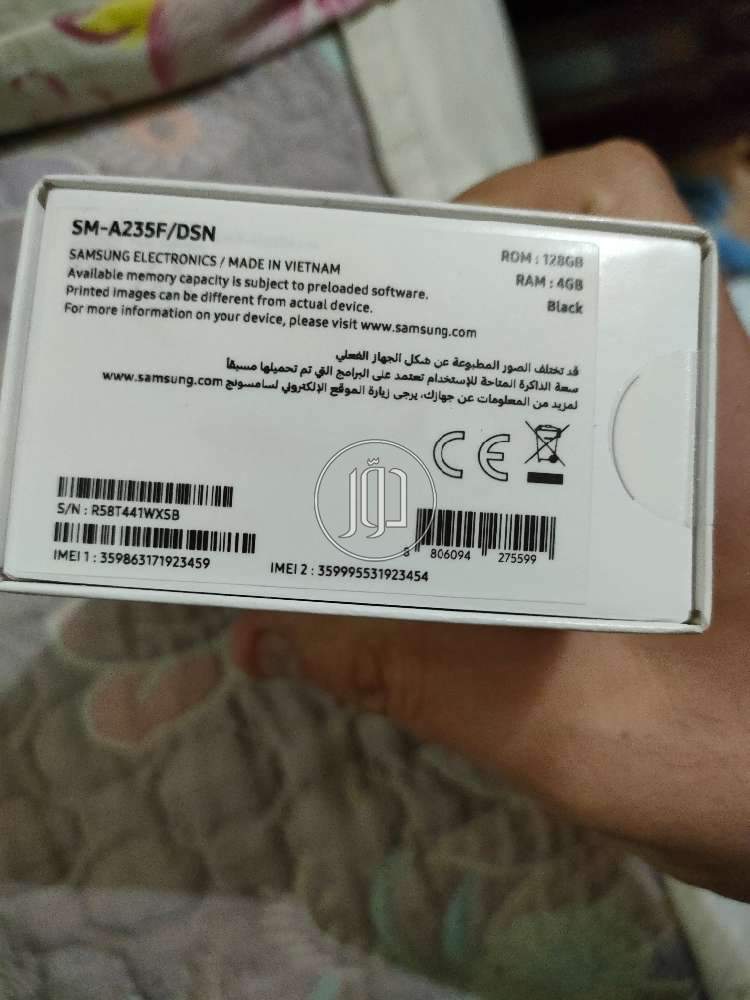 SM-A235F/DSN
SAMSUNG ELECTRONICS / MADE IN VIETNAM
Available memory capacity is subject to preloaded software.
Printed images can be different from actual device.
For more information on your device, please visit www.samsung.com
ROM : 128GB
RAM : 4GB
Black
قد تختلف الصور المطبوعة عن شكل الجهاز الفعلي
سعة الذاكرة المتاحة للإستخدام تعتمد على البرامج التي تم تحميلها مسبقاً
لمزيد من المعلومات عن جهازك، يرجى زيارة الموقع الإلكتروني لسامسونج www.samsung.com
CE
دوّر
S/N : R58T441WXSB
IMEI 1 : 359863171923459
IMEI 2 : 359995531923454
8 806094 275599